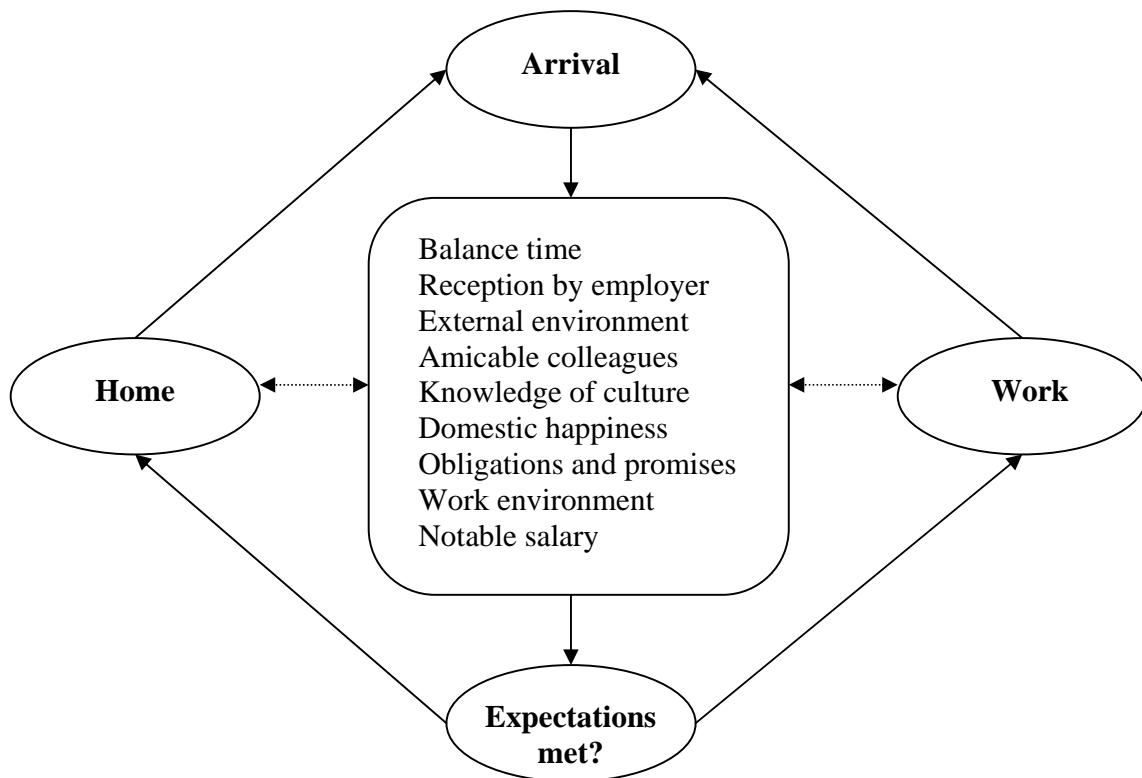 Arrival
Balance time
Reception by employer
External environment
Amicable colleagues
Knowledge of culture
Domestic happiness
Obligations and promises
Work environment
Notable salary
Home
Work
Expectations
met?